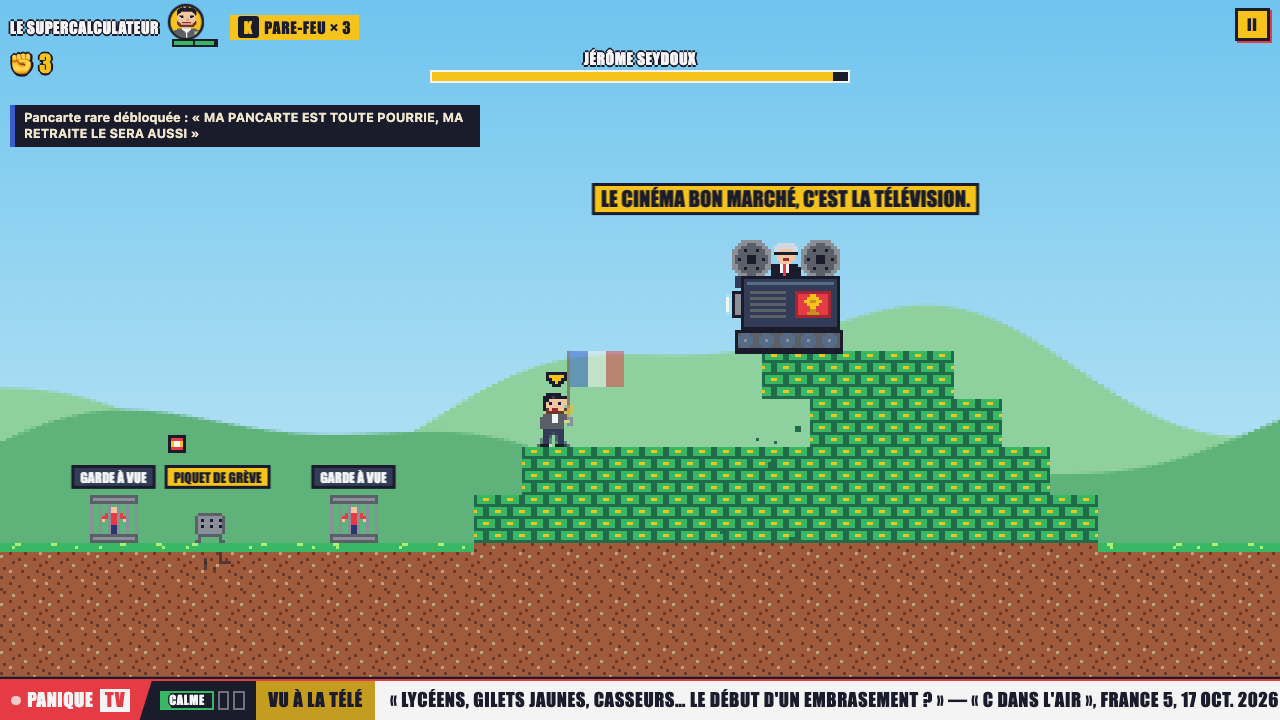 LE SUPERCALCULATEUR
K PARE-FEU × 3
3
JÉRÔME SEYDOUX
Pancarte rare débloquée : « MA PANCARTE EST TOUTE POURRIE, MA
RETRAITE LE SERA AUSSI »
LE CINÉMA BON MARCHÉ, C'EST LA TÉLÉVISION.
GARDE À VUE
PIQUET DE GRÈVE
GARDE À VUE
PANIQUE TV
CALME
VU À LA TÉLÉ
« LYCÉENS, GILETS JAUNES, CASSEURS... LE DÉBUT D'UN EMBRASEMENT ? » — « C DANS L'AIR », FRANCE 5, 17 OCT. 2026